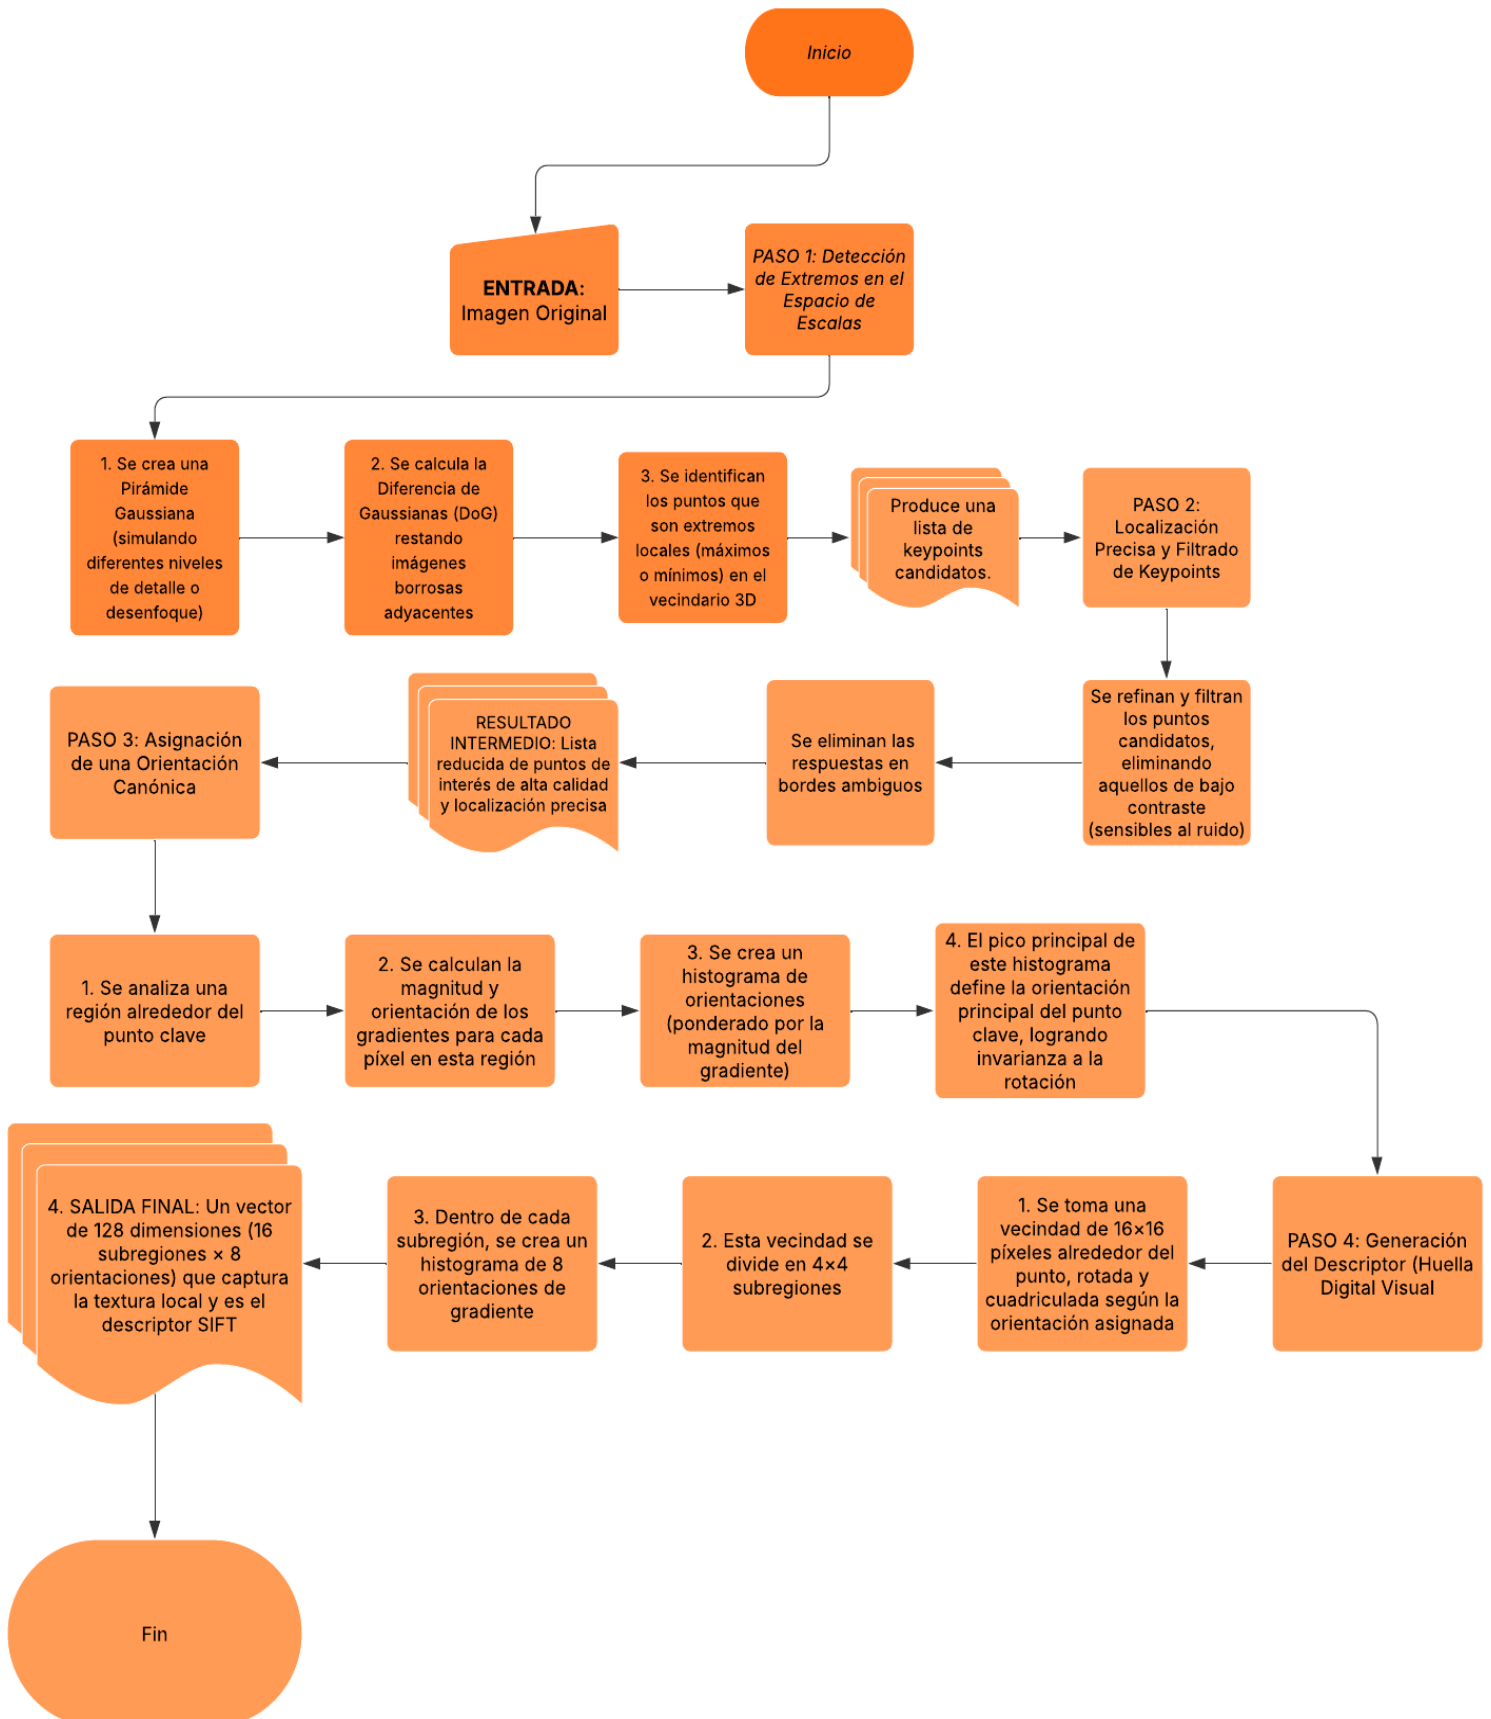 Inicio
ENTRADA:
Imagen Original
PASO 1: Detección
de Extremos en el
Espacio de
Escalas
1. Se crea una
Pirámide
Gaussiana
(simulando
diferentes niveles
de detalle o
desenfoque)
2. Se calcula la
Diferencia de
Gaussianas (DoG)
restando
imágenes
borrosas
adyacentes
3. Se identifican
los puntos que
son extremos
locales (máximos
o mínimos) en el
vecindario 3D
Produce una
lista de
keypoints
candidatos.
PASO 2:
Localización
Precisa y Filtrado
de Keypoints
Se refinan y filtran
los puntos
candidatos,
eliminando
aquellos de bajo
contraste
(sensibles al ruido)
Se eliminan las
respuestas en
bordes ambiguos
RESULTADO
INTERMEDIO: Lista
reducida de puntos de
interés de alta calidad
y localización precisa
PASO 3: Asignación
de una Orientación
Canónica
1. Se analiza una
región alrededor del
punto clave
2. Se calculan la
magnitud y
orientación de los
gradientes para cada
píxel en esta región
3. Se crea un
histograma de
orientaciones
(ponderado por la
magnitud del
gradiente)
4. El pico principal de
este histograma
define la orientación
principal del punto
clave, logrando
invarianza a la
rotación
PASO 4: Generación
del Descriptor (Huella
Digital Visual
1. Se toma una
vecindad de 16×16
píxeles alrededor del
punto, rotada y
cuadriculada según la
orientación asignada
2. Esta vecindad se
divide en 4×4
subregiones
3. Dentro de cada
subregión, se crea un
histograma de 8
orientaciones de
gradiente
4. SALIDA FINAL: Un vector
de 128 dimensiones (16
subregiones × 8
orientaciones) que captura
la textura local y es el
descriptor SIFT
Fin